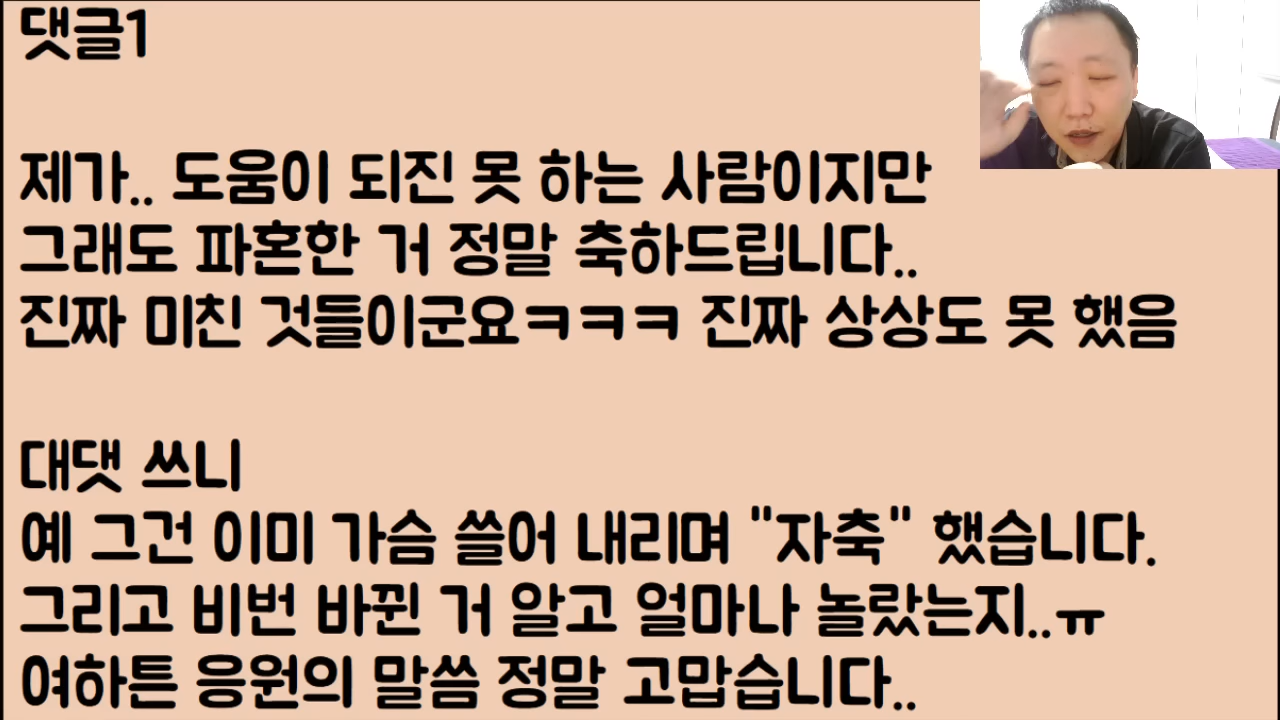 댓글1
제가.. 도움이 되진 못 하는 사람이지만
그래도 파혼한 거 정말 축하드립니다..
진짜 미친 것들이군요ㅋㅋㅋ 진짜 상상도 못 했음
대댓 쓰니
예 그건 이미 가슴 쓸어 내리며 "자축" 했습니다.
그리고 비번 바뀐 거 알고 얼마나 놀랐는지..ㅠ
여하튼 응원의 말씀 정말 고맙습니다..